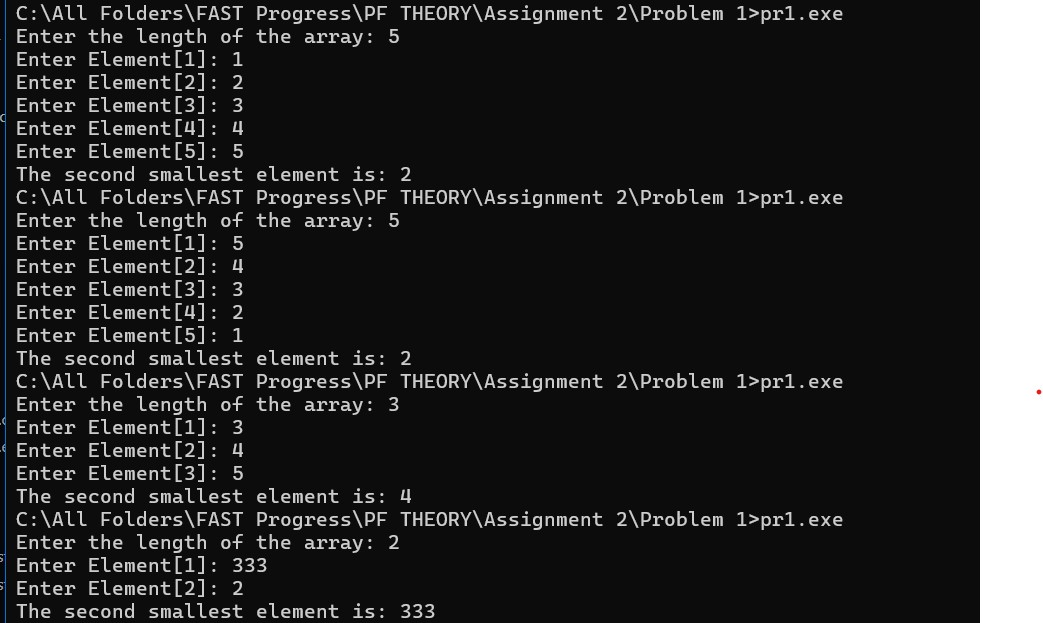 C:\All Folders\FAST Progress\PF THEORY\Assignment 2\Problem 1>pr1.exe
Enter the length of the array: 5
Enter Element[1]: 1
Enter Element[2]: 2
Enter Element[3]: 3
Enter Element[4]: 4
Enter Element[5]: 5
The second smallest element is: 2
C:\All Folders\FAST Progress\PF THEORY\Assignment 2\Problem 1>pr1.exe
Enter the length of the array: 5
Enter Element[1]: 5
Enter Element[2]: 4
Enter Element[3]: 3
Enter Element[4]: 2
Enter Element[5]: 1
The second smallest element is: 2
C:\All Folders\FAST Progress\PF THEORY\Assignment 2\Problem 1>pr1.exe
Enter the length of the array: 3
Enter Element[1]: 3
Enter Element[2]: 4
Enter Element[3]: 5
The second smallest element is: 4
C:\All Folders\FAST Progress\PF THEORY\Assignment 2\Problem 1>pr1.exe
Enter the length of the array: 2
Enter Element[1]: 333
Enter Element[2]: 2
The second smallest element is: 333